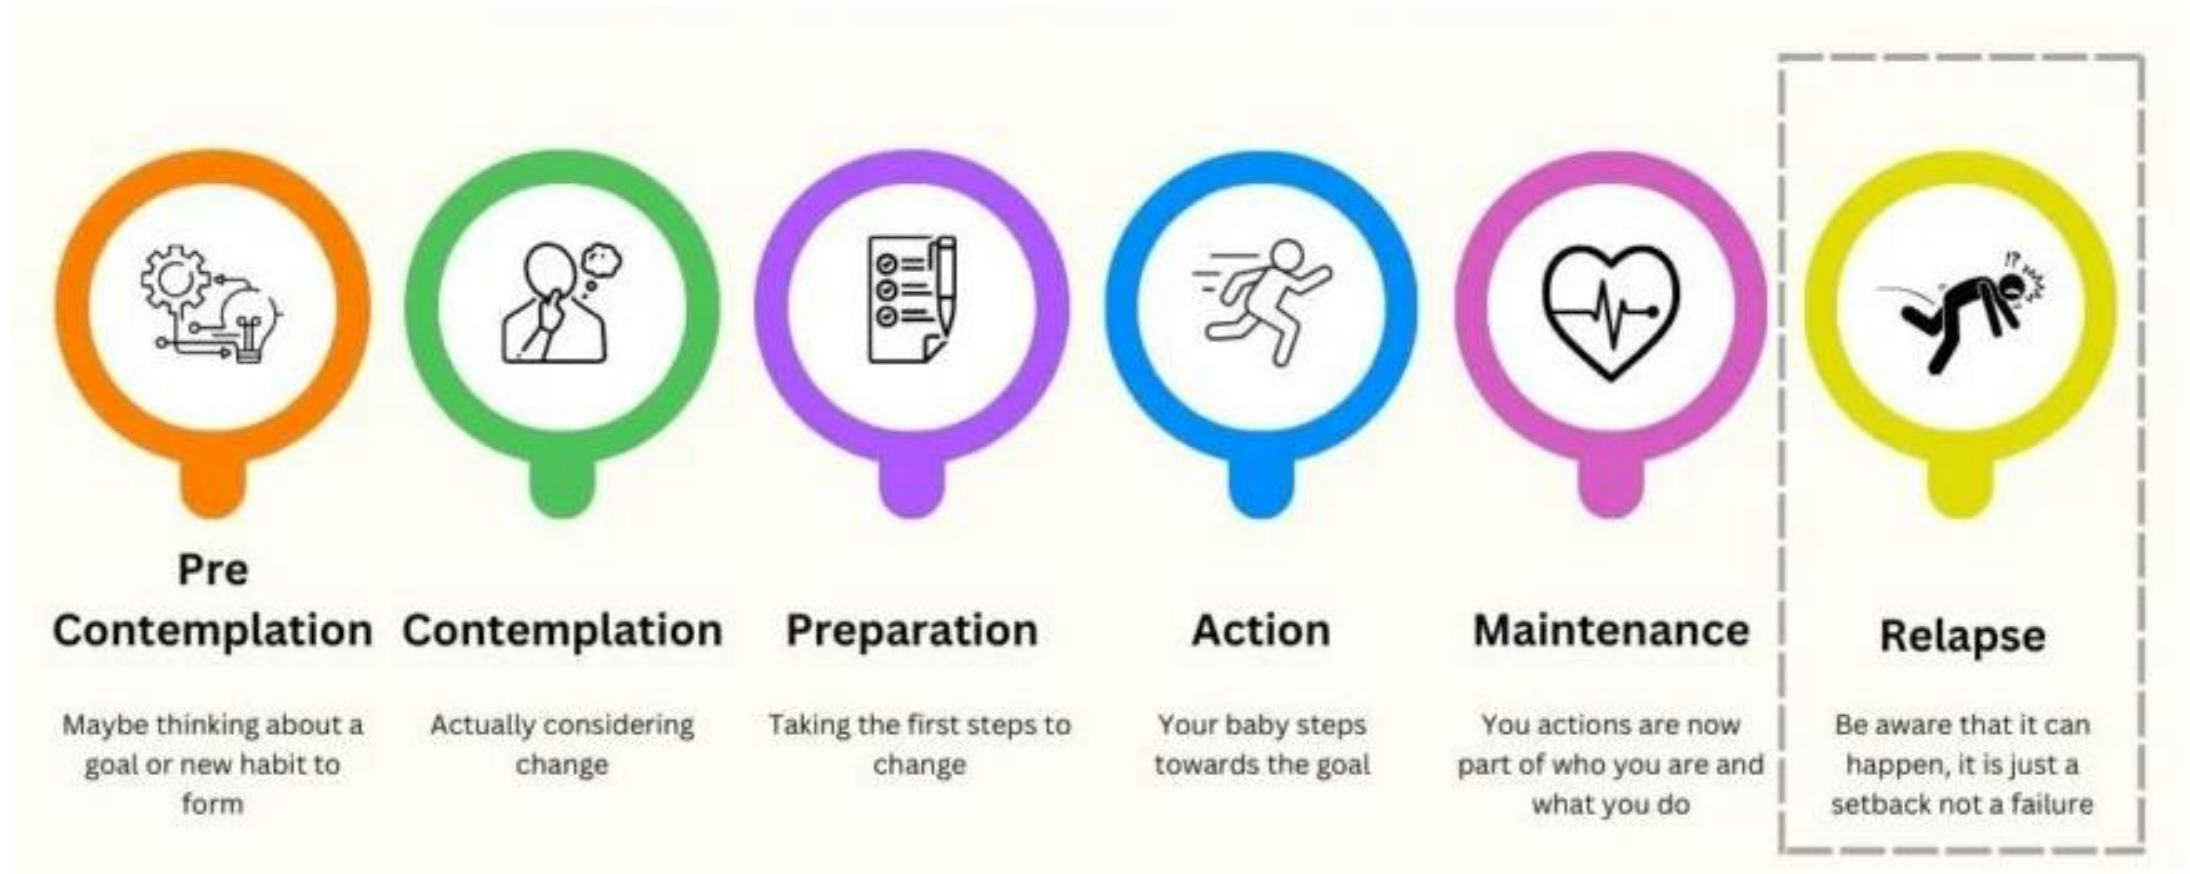 Pre
Contemplation
Maybe thinking about a
goal or new habit to
form
Contemplation
Actually considering
change
Preparation
Taking the first steps to
change
Action
Your baby steps
towards the goal
Maintenance
You actions are now
part of who you are and
what you do
!?
Relapse
Be aware that it can
happen, it is just a
setback not a failure